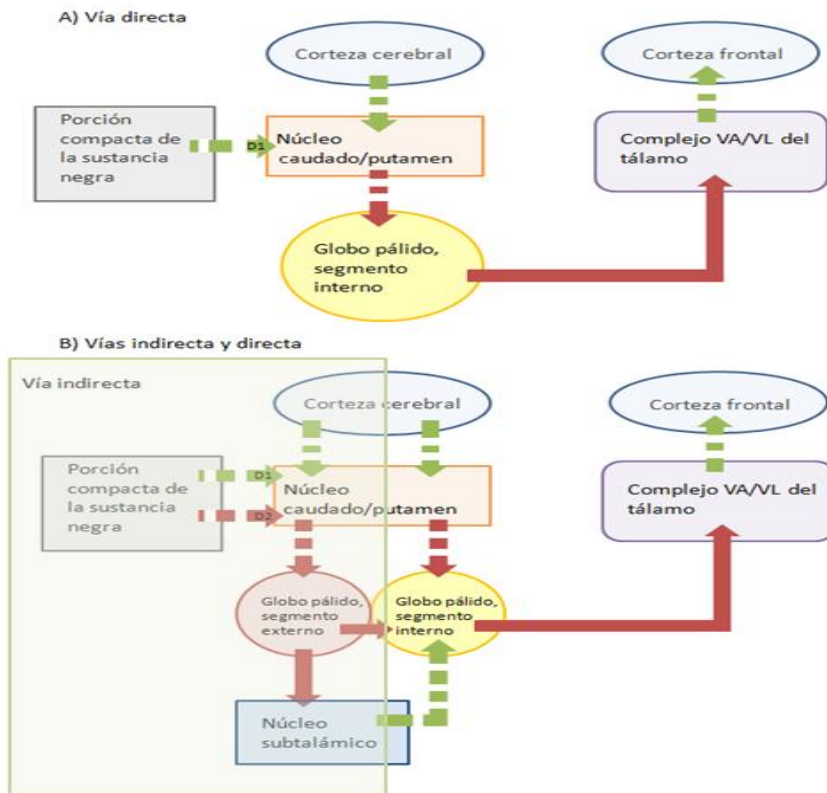 A) Vía directa
Corteza cerebral
Corteza frontal
Porción
compacta de
la sustancia
negra
D1
Núcleo
caudado/putamen
Complejo VA/VL del
tálamo
Globo pálido,
segmento
interno
B) Vías indirecta y directa
Vía indirecta
Corteza cerebral
Corteza frontal
Porción
compacta de
la sustancia
negra
D1
D2
Núcleo
caudado/putamen
Complejo VA/VL del
tálamo
Globo pálido,
segmento
externo
Globo pálido,
segmento
interno
Núcleo
subtalámico